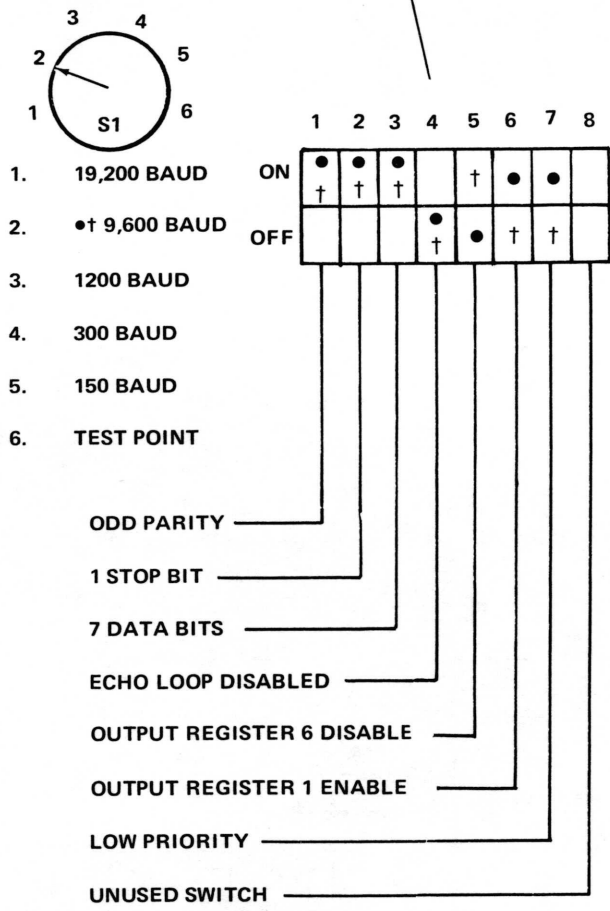 3 4
2 5
1 6
S1
1 2 3 4 5 6 7 8
ON ● ● ● † ● ●
† † †
OFF ● † ● † †
1. 19,200 BAUD
2. ●† 9,600 BAUD
3. 1200 BAUD
4. 300 BAUD
5. 150 BAUD
6. TEST POINT
ODD PARITY
1 STOP BIT
7 DATA BITS
ECHO LOOP DISABLED
OUTPUT REGISTER 6 DISABLE
OUTPUT REGISTER 1 ENABLE
LOW PRIORITY
UNUSED SWITCH